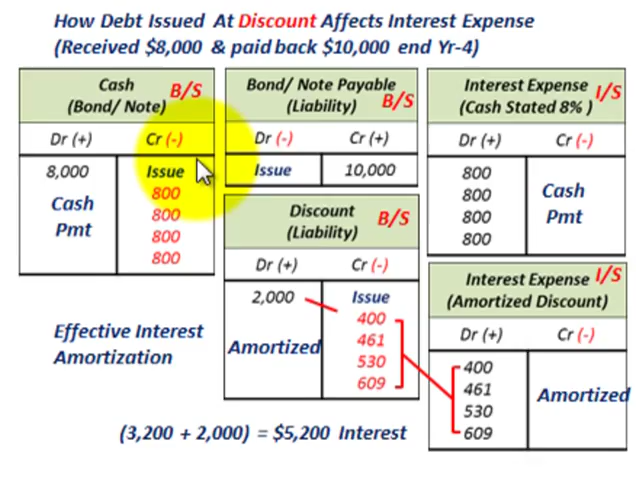 How Debt Issued At Discount Affects Interest Expense
(Received $8,000 & paid back $10,000 end Yr-4)
Cash B/S
(Bond/ Note)
Dr (+) Cr (-)
8,000 Issue
Cash
Pmt
800
800
800
800
Bond/ Note Payable
(Liability) B/S
Dr (-) Cr (+)
Issue 10,000
Interest Expense I/S
(Cash Stated 8% )
Dr (+) Cr (-)
800
800
800
800
Cash
Pmt
Discount B/S
(Liability)
Dr (+) Cr (-)
2,000 Issue
Amortized
400
461
530
609
Interest Expense I/S
(Amortized Discount)
Dr (+) Cr (-)
400
461
530
609
Amortized
Effective Interest
Amortization
(3,200 + 2,000) = $5,200 Interest